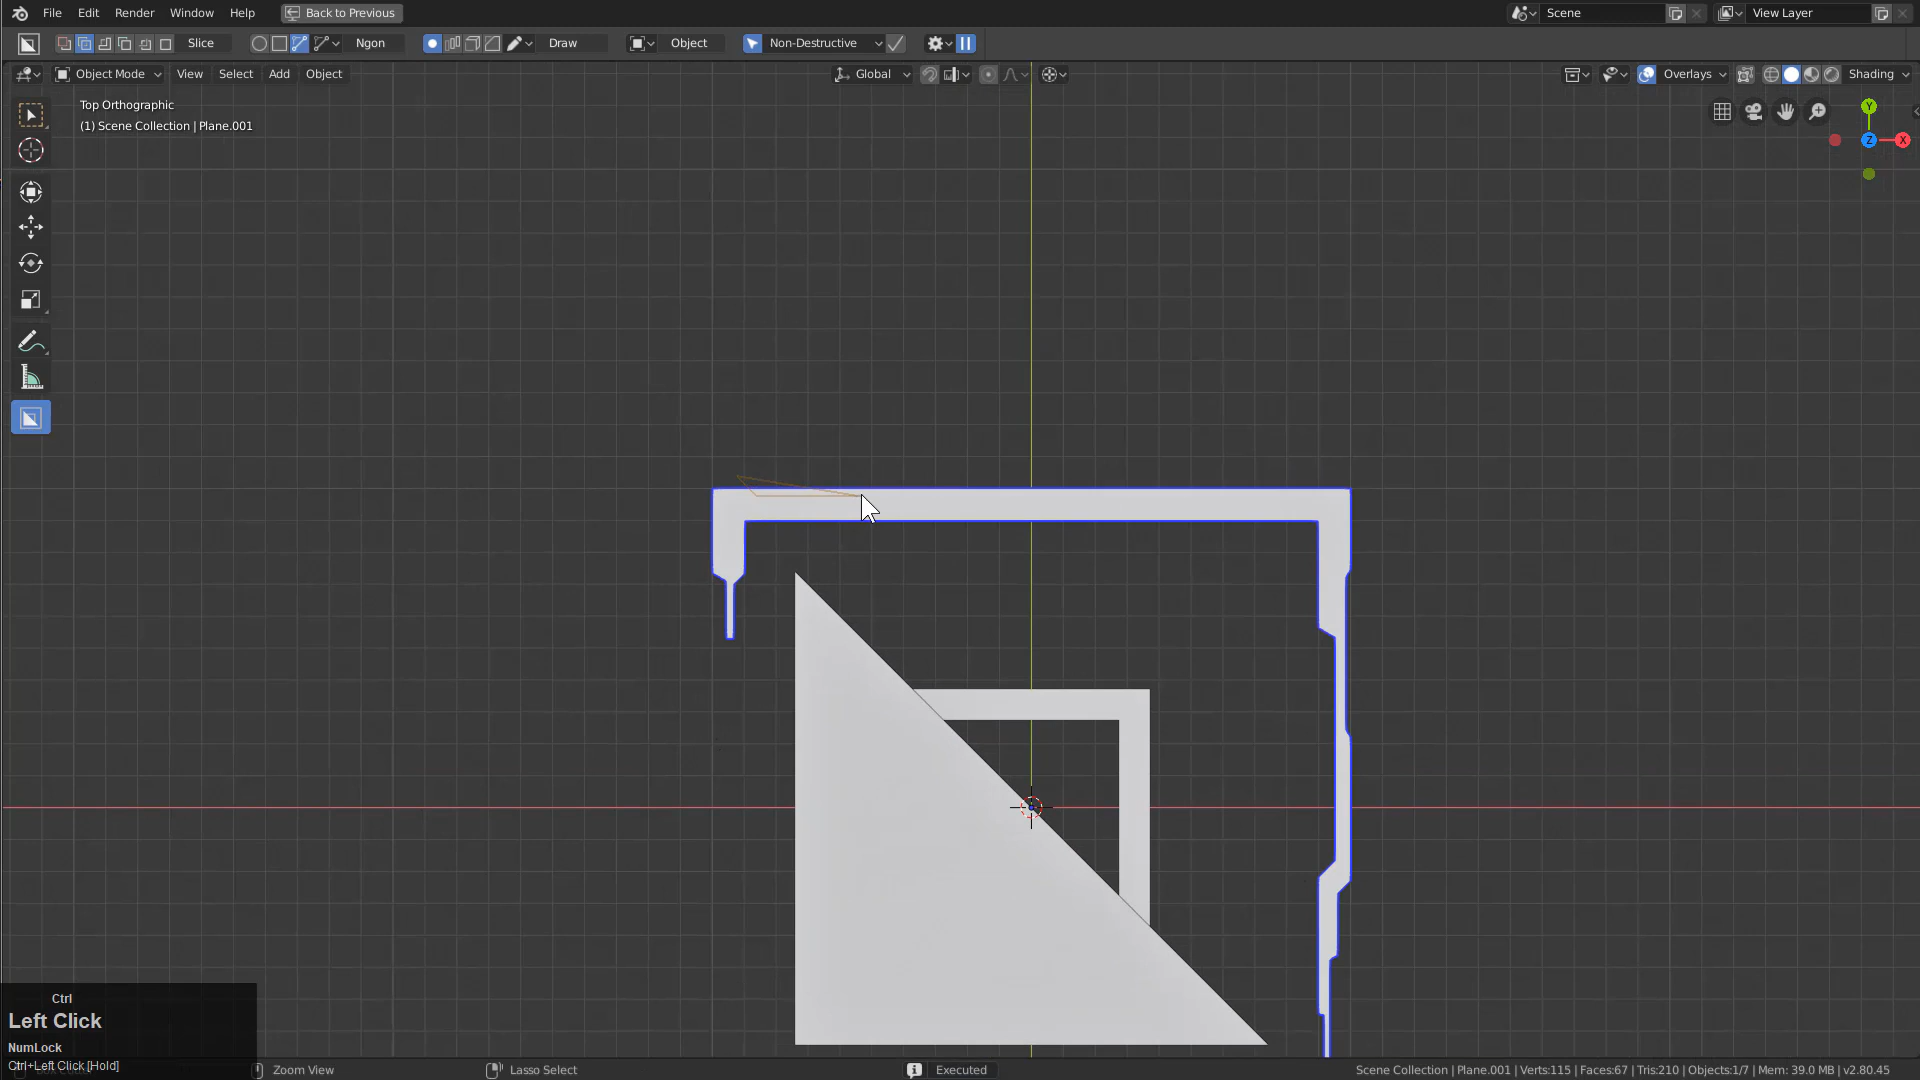 File Edit Render Window Help Back to Previous Scene View Layer
Slice Ngon Draw Object Non-Destructive
Object Mode View Select Add Object Global Overlays Shading
Top Orthographic
(1) Scene Collection | Plane.001
Y
Z
X
Ctrl
Left Click
NumLock
Ctrl+Left Click [Hold]
Zoom View Lasso Select Executed Scene Collection | Plane.001 | Verts:115 | Faces:67 | Tris:210 | Objects:1/7 | Mem: 39.0 MB | v2.80.45